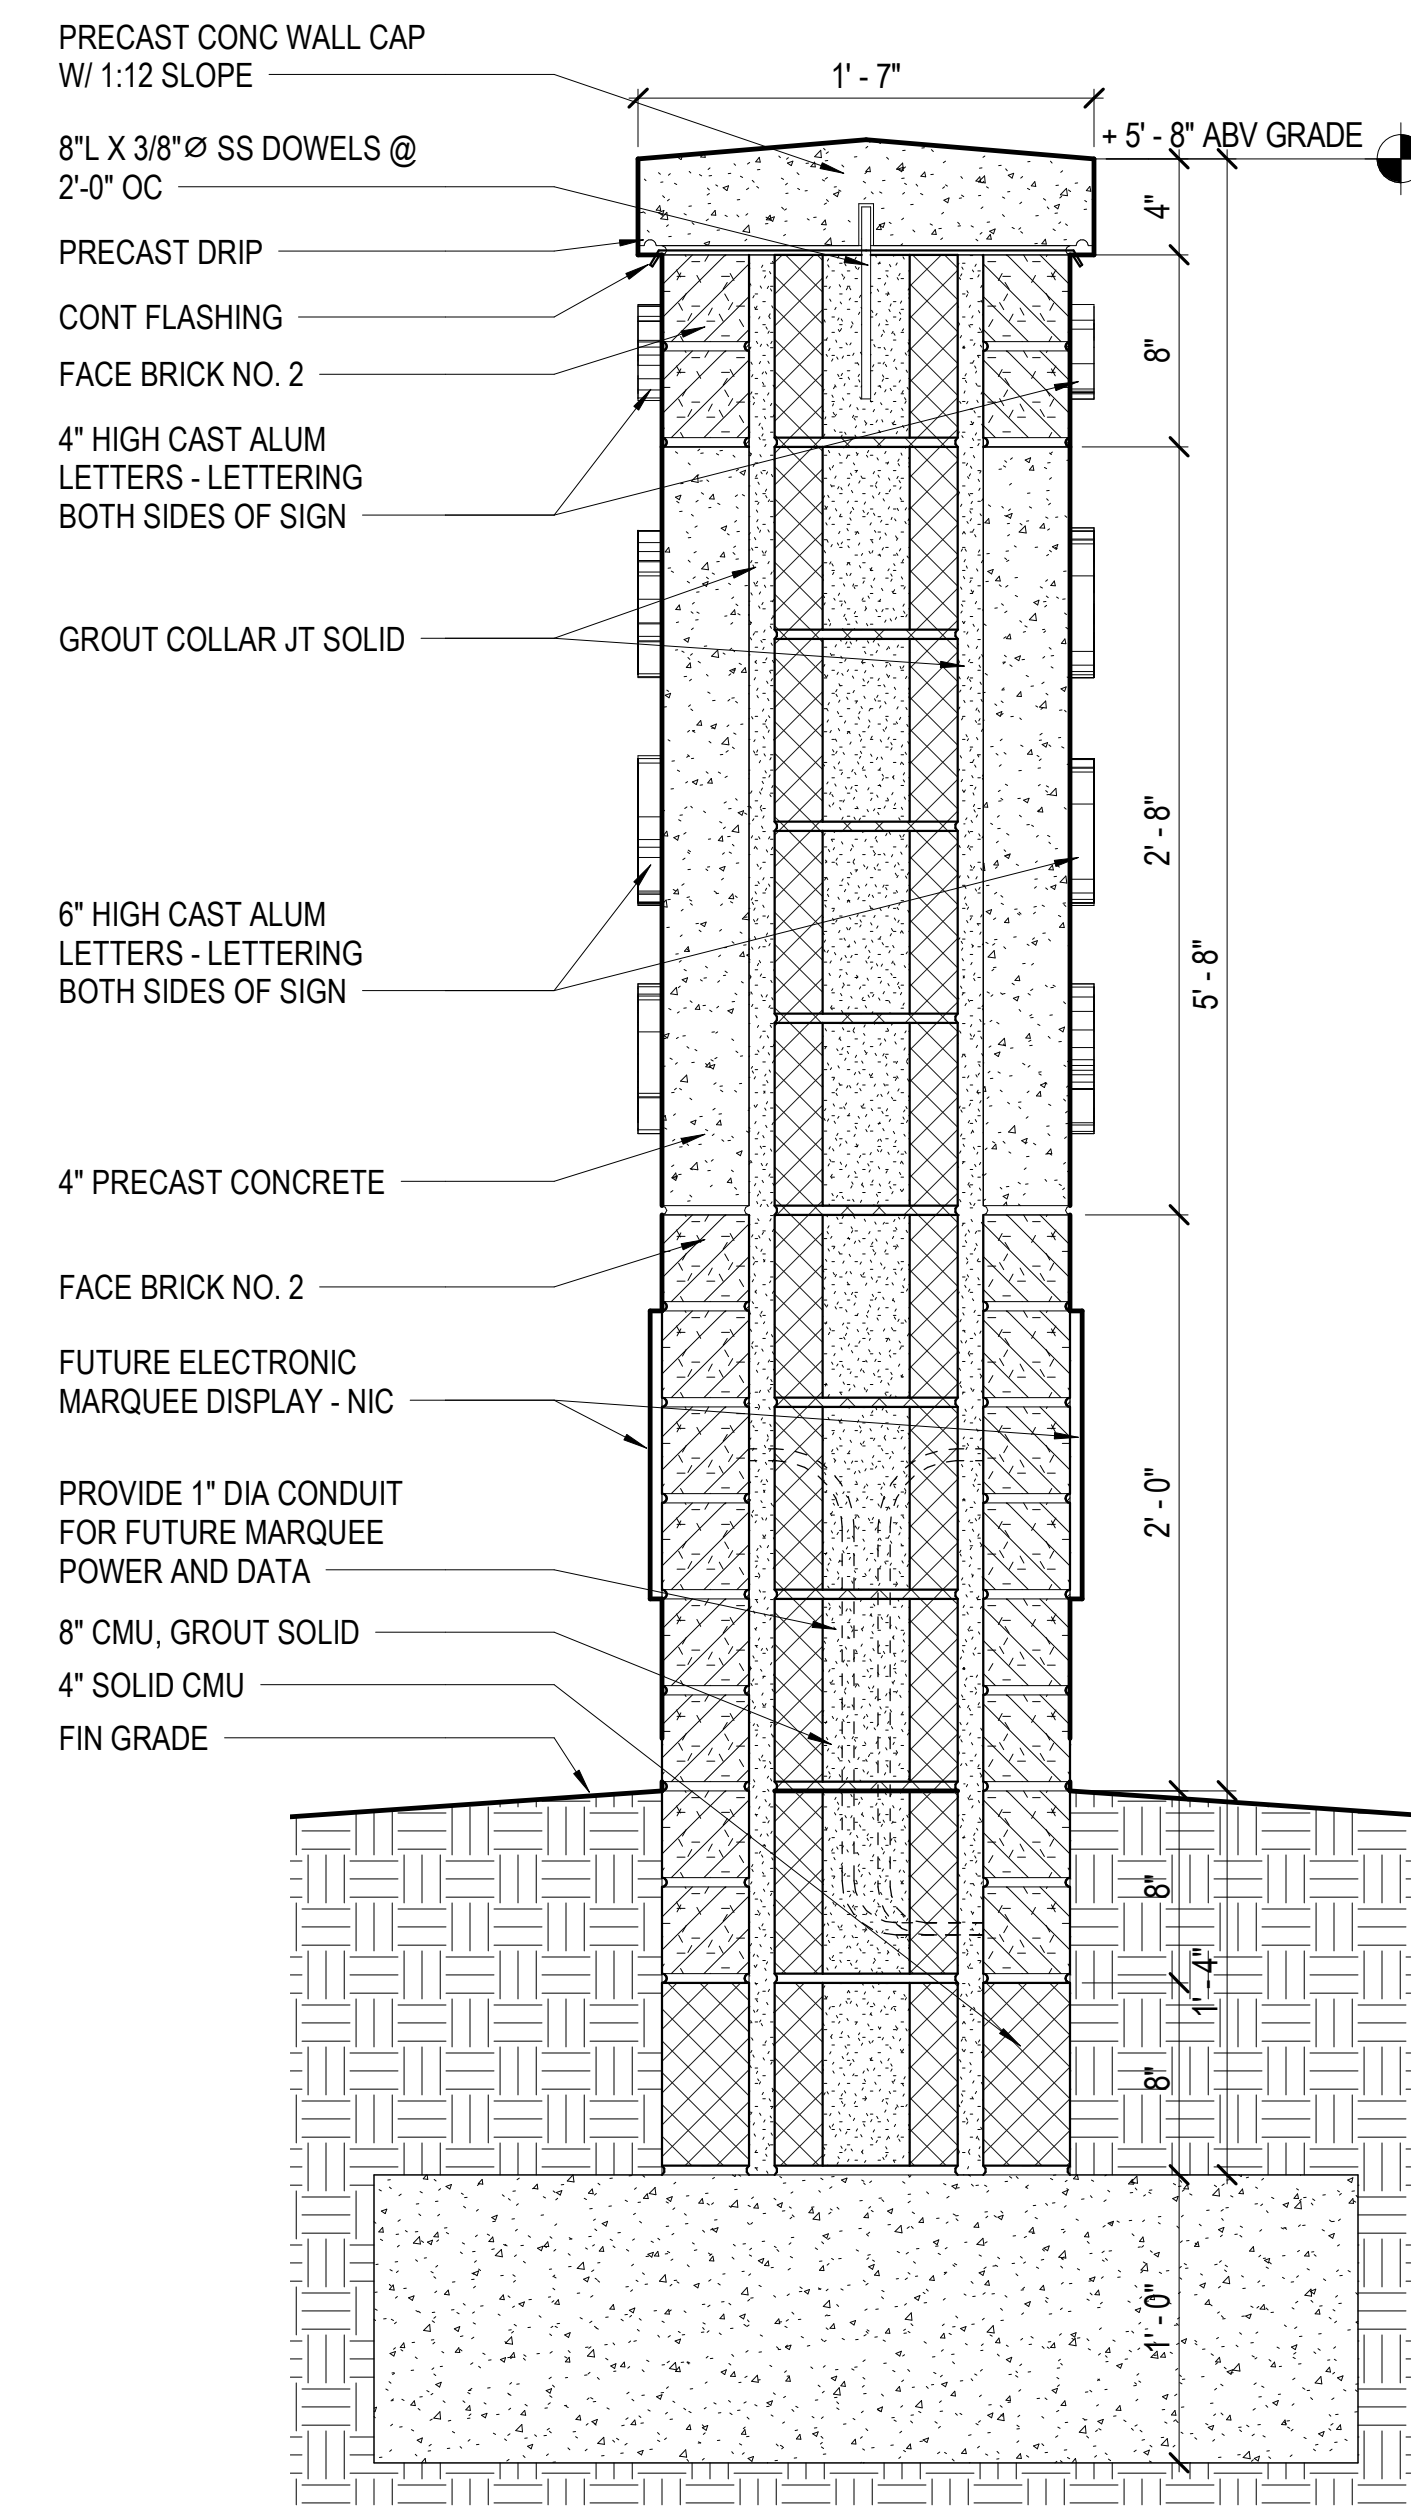 PRECAST CONC WALL CAP
W/ 1:12 SLOPE
1' - 7"
+ 5' - 8" ABV GRADE
8"L X 3/8"Ø SS DOWELS @
2'-0" OC
4"
PRECAST DRIP
CONT FLASHING
8"
FACE BRICK NO. 2
4" HIGH CAST ALUM
LETTERS - LETTERING
BOTH SIDES OF SIGN
GROUT COLLAR JT SOLID
2' - 8"
6" HIGH CAST ALUM
LETTERS - LETTERING
BOTH SIDES OF SIGN
5' - 8"
4" PRECAST CONCRETE
FACE BRICK NO. 2
FUTURE ELECTRONIC
MARQUEE DISPLAY - NIC
2' - 0"
PROVIDE 1" DIA CONDUIT
FOR FUTURE MARQUEE
POWER AND DATA
8" CMU, GROUT SOLID
4" SOLID CMU
FIN GRADE
8"
1' - 4"
8"
1' - 0"